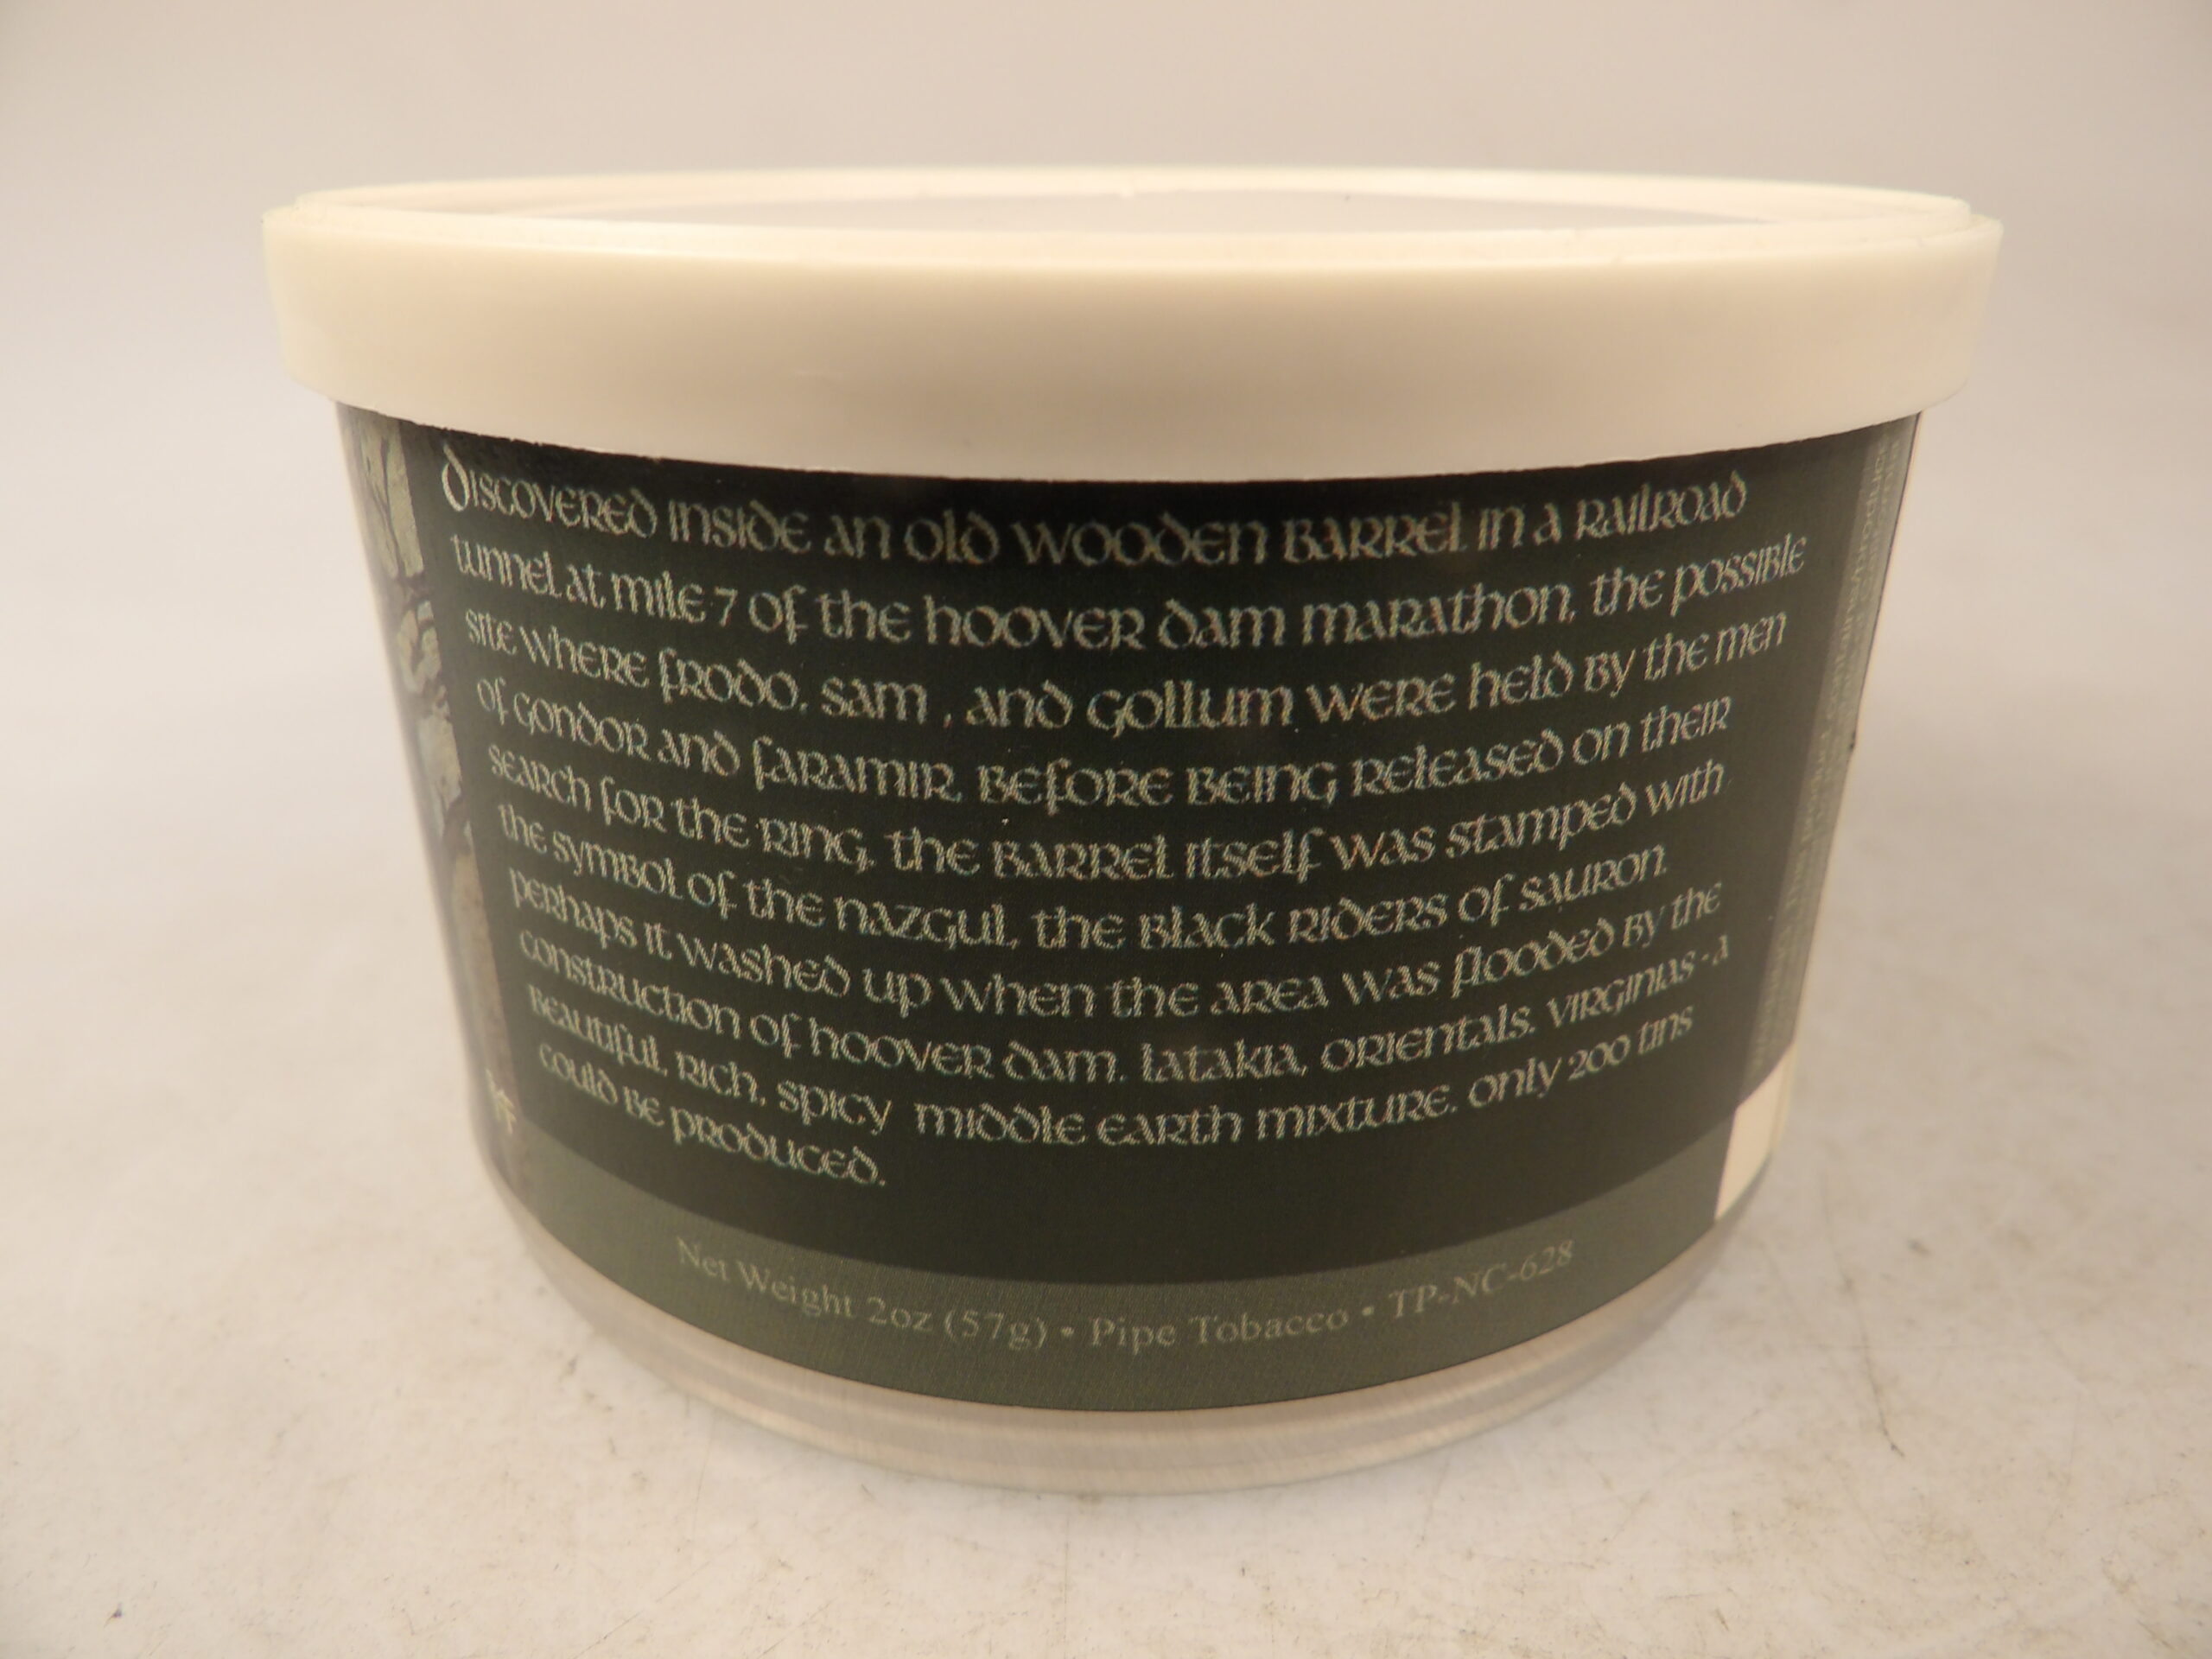 Discovered inside an old wooden barrel in a railroad
tunnel at mile 7 of the hoover dam marathon, the possible
site where frodo, sam , and gollum were held by the men
of gondor and faramir before being released on their
search for the ring. the barrel itself was stamped with
the symbol of the nazgul, the black riders of sauron.
perhaps it washed up when the area was flooded by the
construction of hoover dam. latakia, orientals, virginias - a
beautiful, rich, spicy middle earth mixture. only 200 tins
could be produced.
Net Weight 2oz (57g) • Pipe Tobacco • TP-NC-628